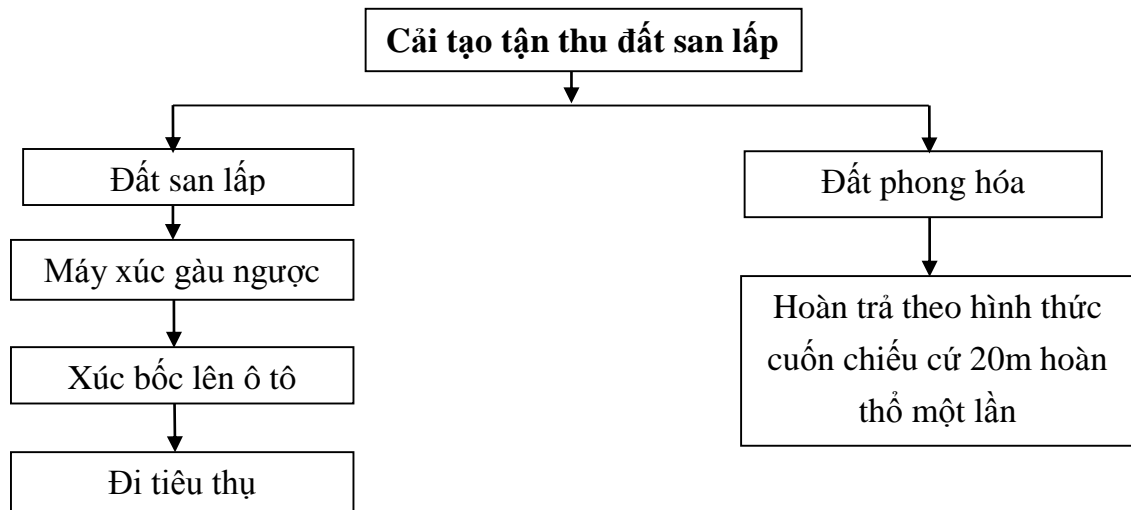 Cải tạo tận thu đất san lấp
Đất san lấp
Đất phong hóa
Máy xúc gàu ngược
Hoàn trả theo hình thức
cuốn chiếu cứ 20m hoàn
thổ một lần
Xúc bốc lên ô tô
Đi tiêu thụ